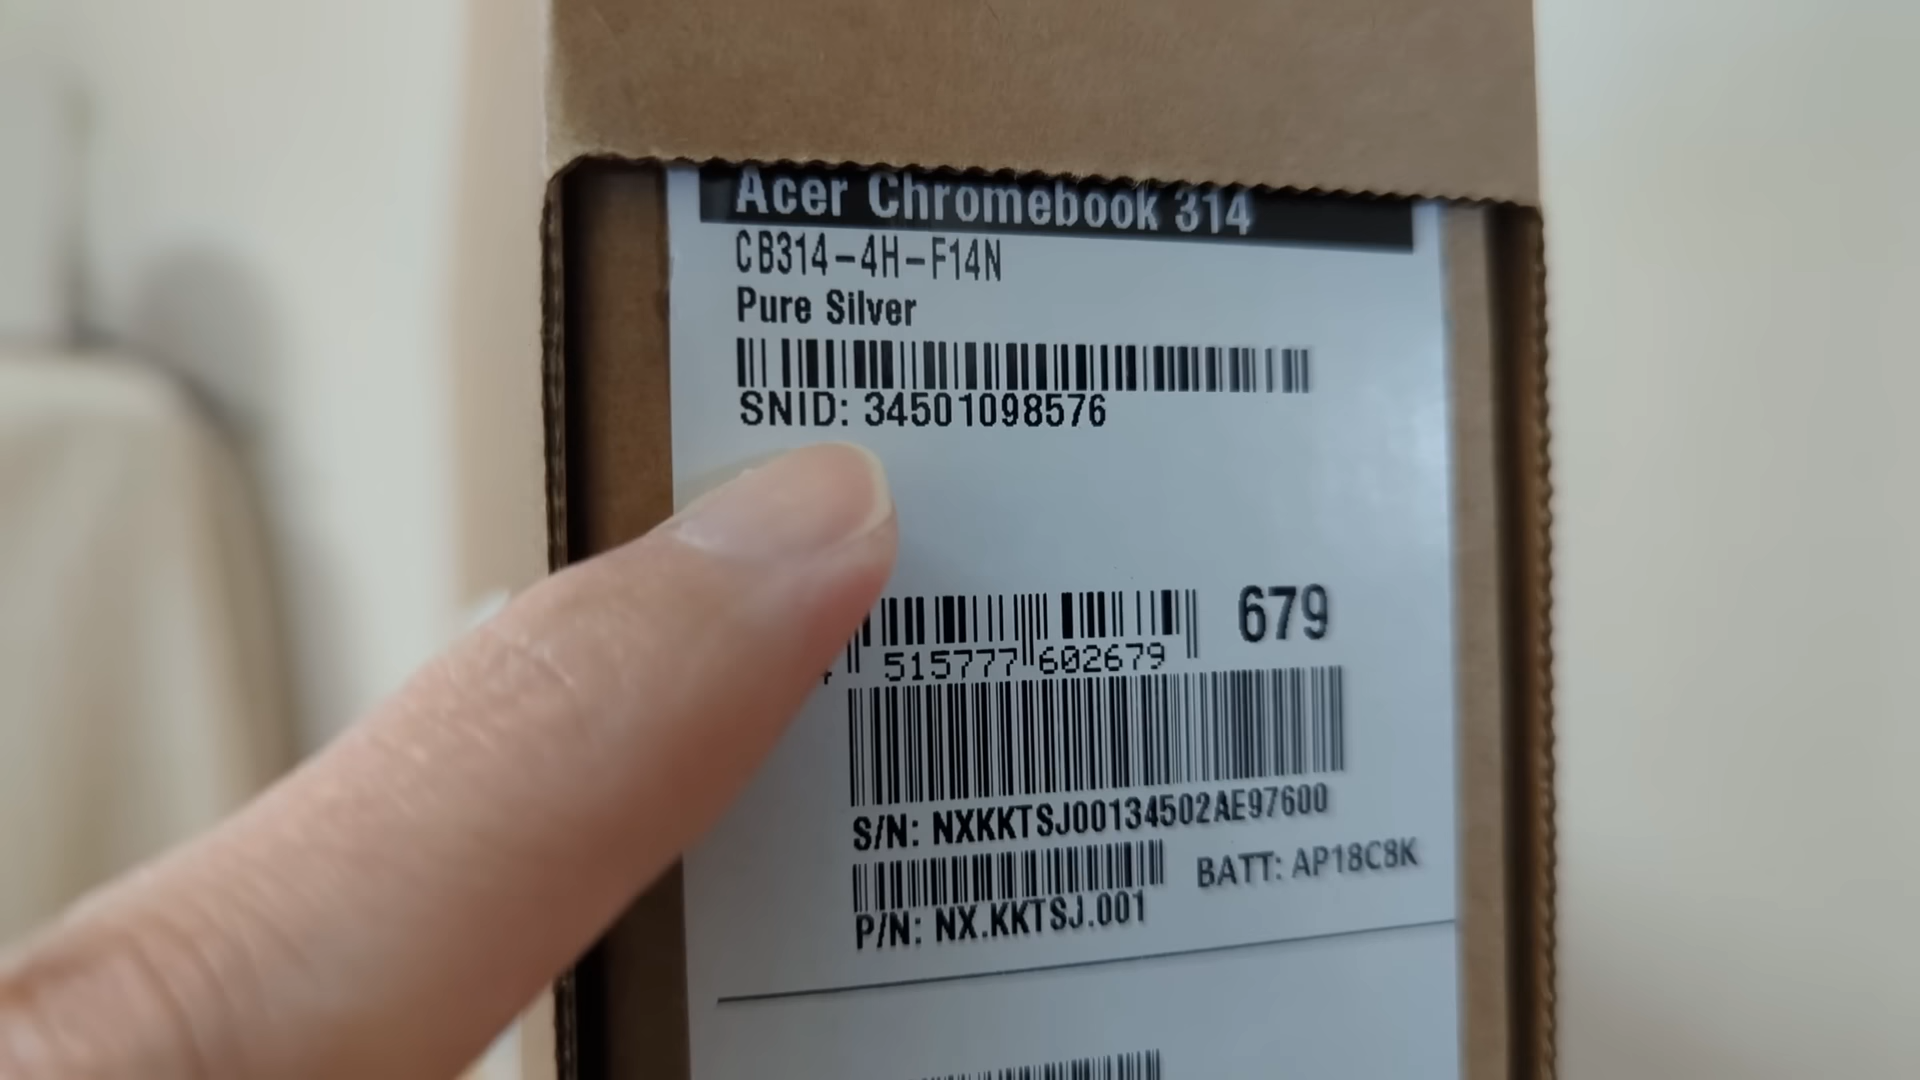 Acer Chromebook 314
CB314-4H-F14N
Pure Silver
SNID: 34501098576
679
515777 602679
S/N: NXKKTSJ00134502AE97600
BATT: AP18C8K
P/N: NX.KKTSJ.001